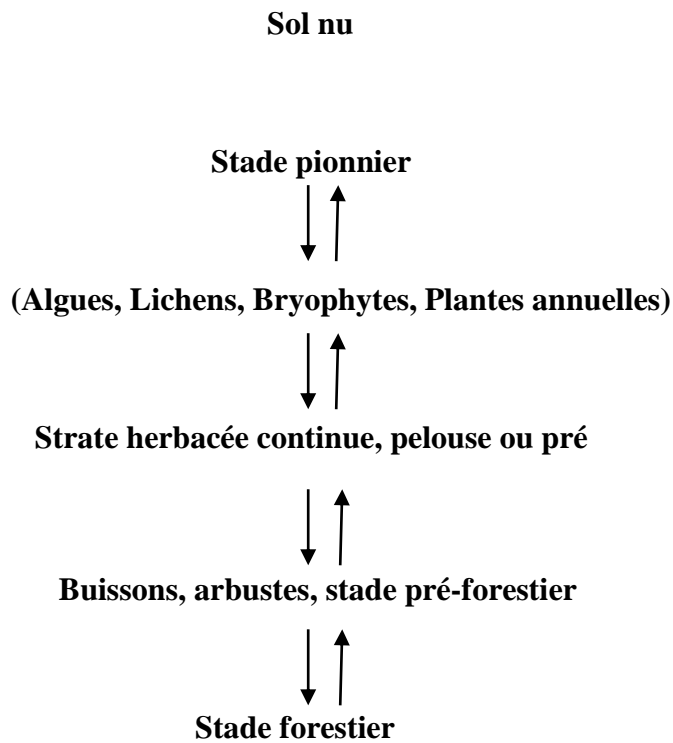 Sol nu
Stade pionnier
(Algues, Lichens, Bryophytes, Plantes annuelles)
Strate herbacée continue, pelouse ou pré
Buissons, arbustes, stade pré-forestier
Stade forestier